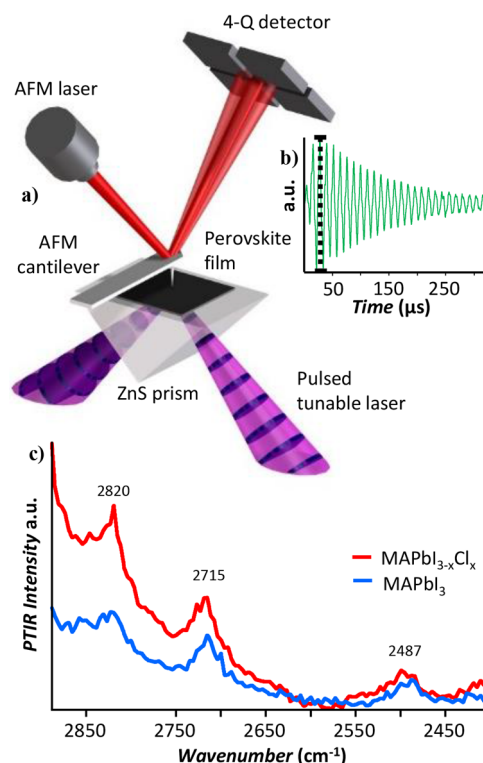 4-Q detector
AFM laser
a)
b)
a.u.
50
150
250
Time (µs)
AFM
cantilever
Perovskite
film
ZnS prism
Pulsed
tunable laser
c)
2820
2715
2487
MAPbI₃₋ₓClₓ
MAPbI₃
PTIR Intensity a.u.
2850
2750
2650
2550
2450
Wavenumber (cm⁻¹)